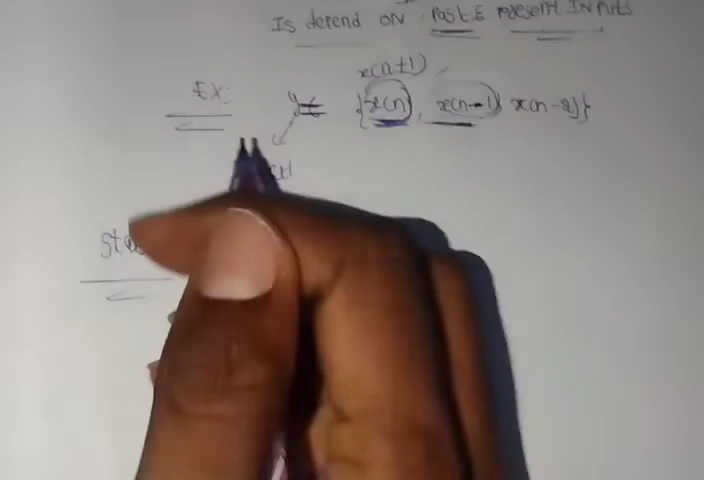 Is depend on Past & Present Inputs
x(n+1)
Ex: y = {x(n), x(n-1) x(n-2)}